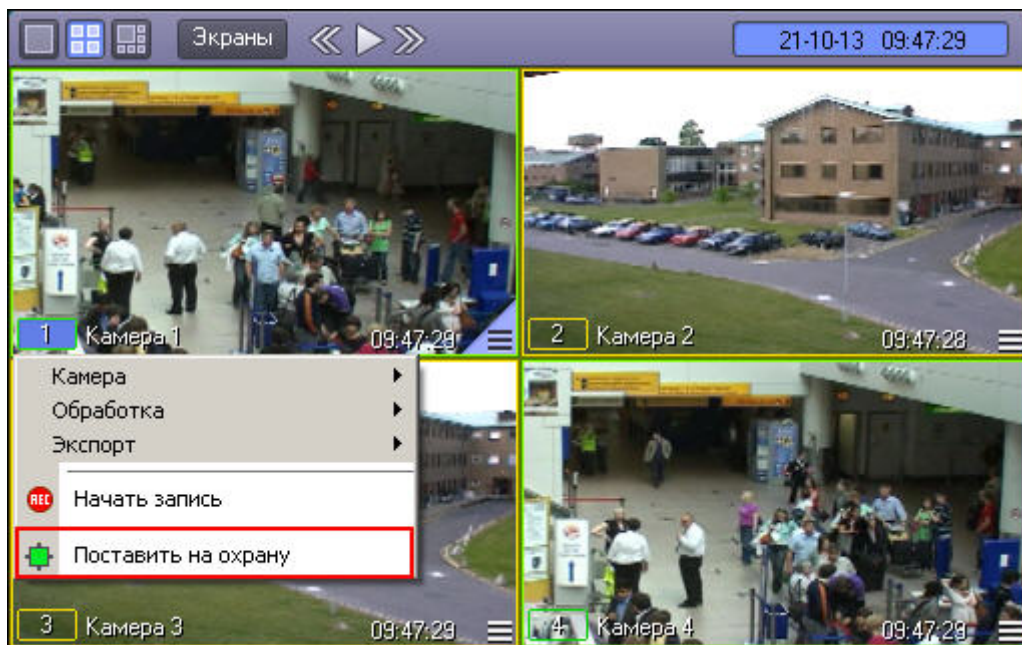 Экраны
21-10-13 09:47:29
1 Камера 1 09:47:29
2 Камера 2 09:47:28
Камера
Обработка
Экспорт
REC Начать запись
Поставить на охрану
3 Камера 3 09:47:29
4 Камера 4 09:47:29